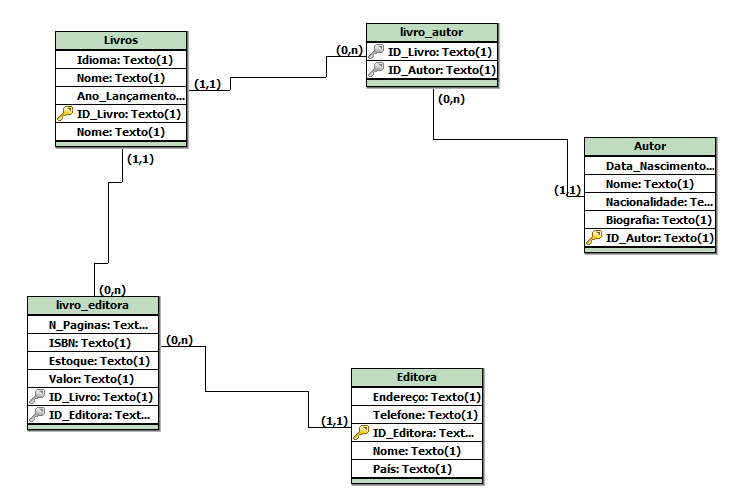 Livros
Idioma: Texto(1)
Nome: Texto(1)
Ano_Lançamento...
ID_Livro: Texto(1)
Nome: Texto(1)
(1,1)
(1,1)
livro_autor
ID_Livro: Texto(1)
ID_Autor: Texto(1)
(0,n)
(0,n)
Autor
Data_Nascimento...
Nome: Texto(1)
Nacionalidade: Te...
Biografia: Texto(1)
ID_Autor: Texto(1)
(1,1)
(0,n)
livro_editora
N_Paginas: Text...
ISBN: Texto(1)
Estoque: Texto(1)
Valor: Texto(1)
ID_Livro: Texto(1)
ID_Editora: Text...
(0,n)
Editora
Endereço: Texto(1)
Telefone: Texto(1)
ID_Editora: Text...
Nome: Texto(1)
País: Texto(1)
(1,1)